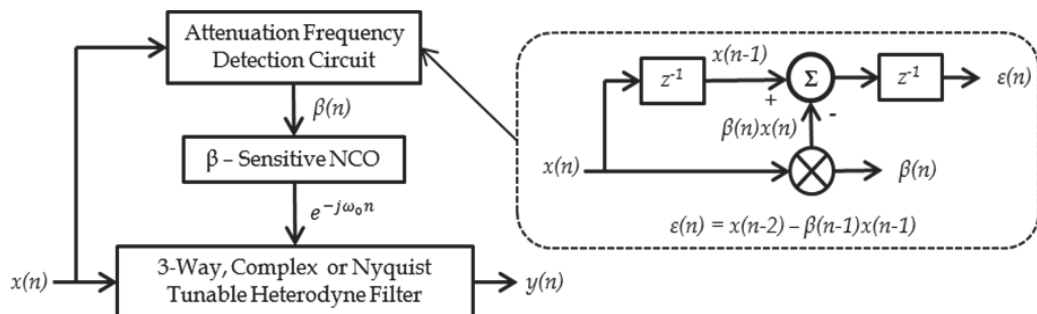 Attenuation Frequency
Detection Circuit
β(n)
β – Sensitive NCO
e^{-jω₀n}
x(n)
3-Way, Complex or Nyquist
Tunable Heterodyne Filter
y(n)
x(n-1)
z⁻¹
Σ
z⁻¹
ε(n)
+
-
β(n)x(n)
x(n)
β(n)
ε(n) = x(n-2) – β(n-1)x(n-1)